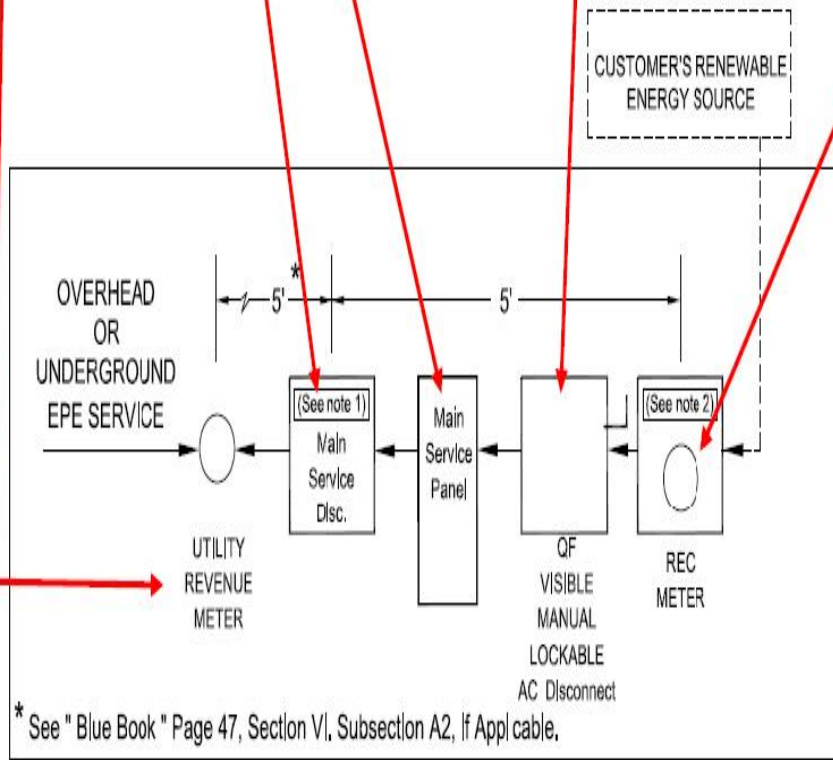 CUSTOMER'S RENEWABLE
ENERGY SOURCE
5' *
5'
OVERHEAD
OR
UNDERGROUND
EPE SERVICE
(See note 1)
Main
Service
Disc.
Main
Service
Panel
(See note 2)
UTILITY
REVENUE
METER
QF
VISIBLE
MANUAL
LOCKABLE
AC Disconnect
REC
METER
* See " Blue Book " Page 47, Section VI. Subsection A2, If Appl cable.